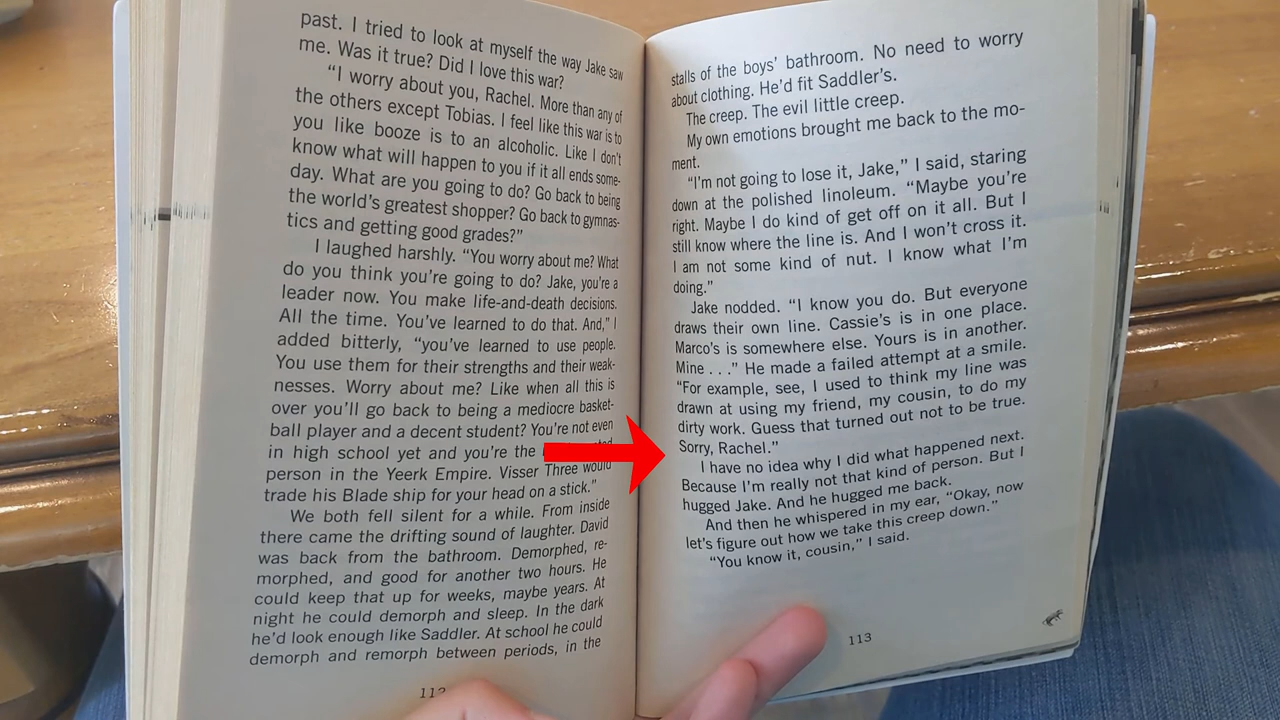 past. I tried to look at myself the way Jake saw
me. Was it true? Did I love this war?
“I worry about you, Rachel. More than any of
the others except Tobias. I feel like this war is to
you like booze is to an alcoholic. Like I don’t
know what will happen to you if it all ends some-
day. What are you going to do? Go back to being
the world’s greatest shopper? Go back to gymnas-
tics and getting good grades?”
I laughed harshly. “You worry about me? What
do you think you’re going to do? Jake, you’re a
leader now. You make life-and-death decisions.
All the time. You’ve learned to do that. And,” I
added bitterly, “you’ve learned to use people.
You use them for their strengths and their weak-
nesses. Worry about me? Like when all this is
over you’ll go back to being a mediocre basket-
ball player and a decent student? You’re not even
in high school yet and you’re the
person in the Yeerk Empire. Visser Three would
trade his Blade ship for your head on a stick.”
We both fell silent for a while. From inside
there came the drifting sound of laughter. David
was back from the bathroom. Demorphed, re-
morphed, and good for another two hours. He
could keep that up for weeks, maybe years. At
night he could demorph and sleep. In the dark
he’d look enough like Saddler. At school he could
demorph and remorph between periods, in the
112
stalls of the boys’ bathroom. No need to worry
about clothing. He’d fit Saddler’s.
The creep. The evil little creep.
My own emotions brought me back to the mo-
ment.
“I’m not going to lose it, Jake,” I said, staring
down at the polished linoleum. “Maybe you’re
right. Maybe I do kind of get off on it all. But I
still know where the line is. And I won’t cross it.
I am not some kind of nut. I know what I’m
doing.”
Jake nodded. “I know you do. But everyone
draws their own line. Cassie’s is in one place.
Marco’s is somewhere else. Yours is in another.
Mine . . .” He made a failed attempt at a smile.
“For example, see, I used to think my line was
drawn at using my friend, my cousin, to do my
dirty work. Guess that turned out not to be true.
Sorry, Rachel.”
I have no idea why I did what happened next.
Because I’m really not that kind of person. But I
hugged Jake. And he hugged me back.
And then he whispered in my ear, “Okay, now
let’s figure out how we take this creep down.”
“You know it, cousin,” I said.
113